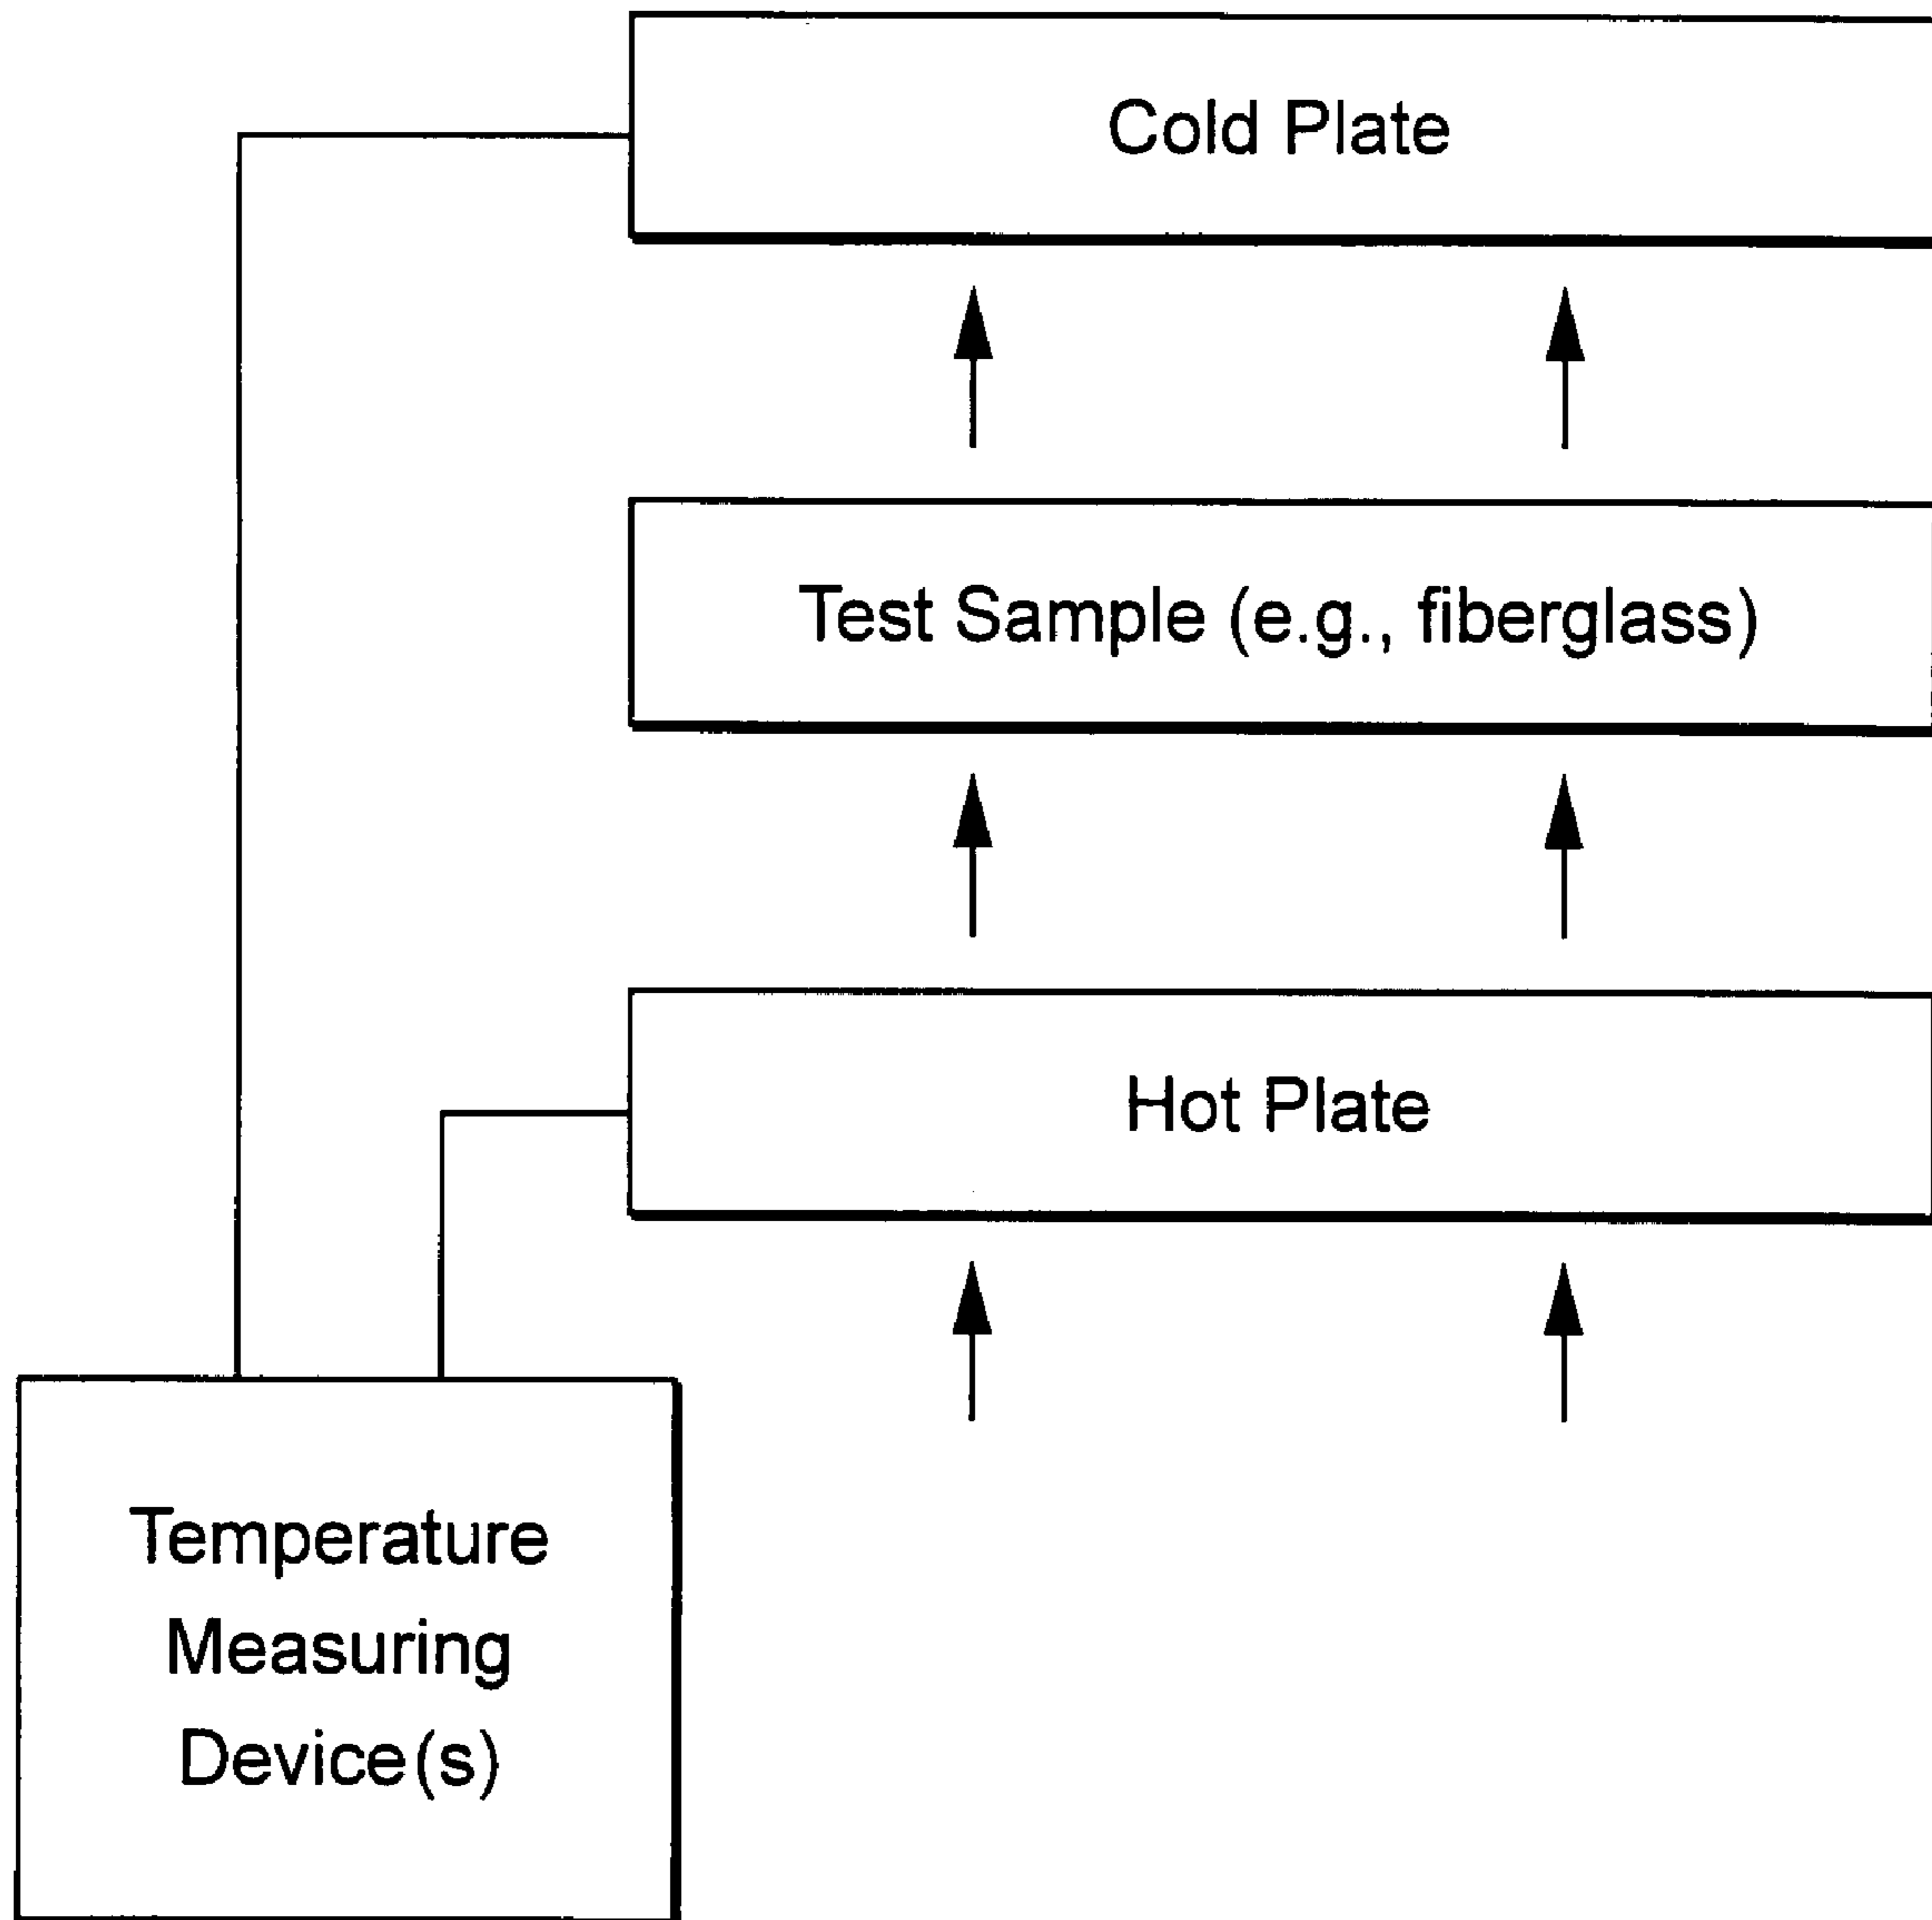 Cold Plate
Test Sample (e.g., fiberglass)
Hot Plate
Temperature
Measuring
Device(s)